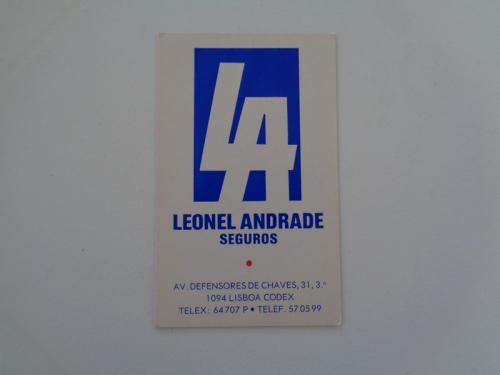 LA
LEONEL ANDRADE
SEGUROS
AV. DEFENSORES DE CHAVES, 31, 3.º
1094 LISBOA CODEX
TELEX: 64707 P • TELEF. 570599